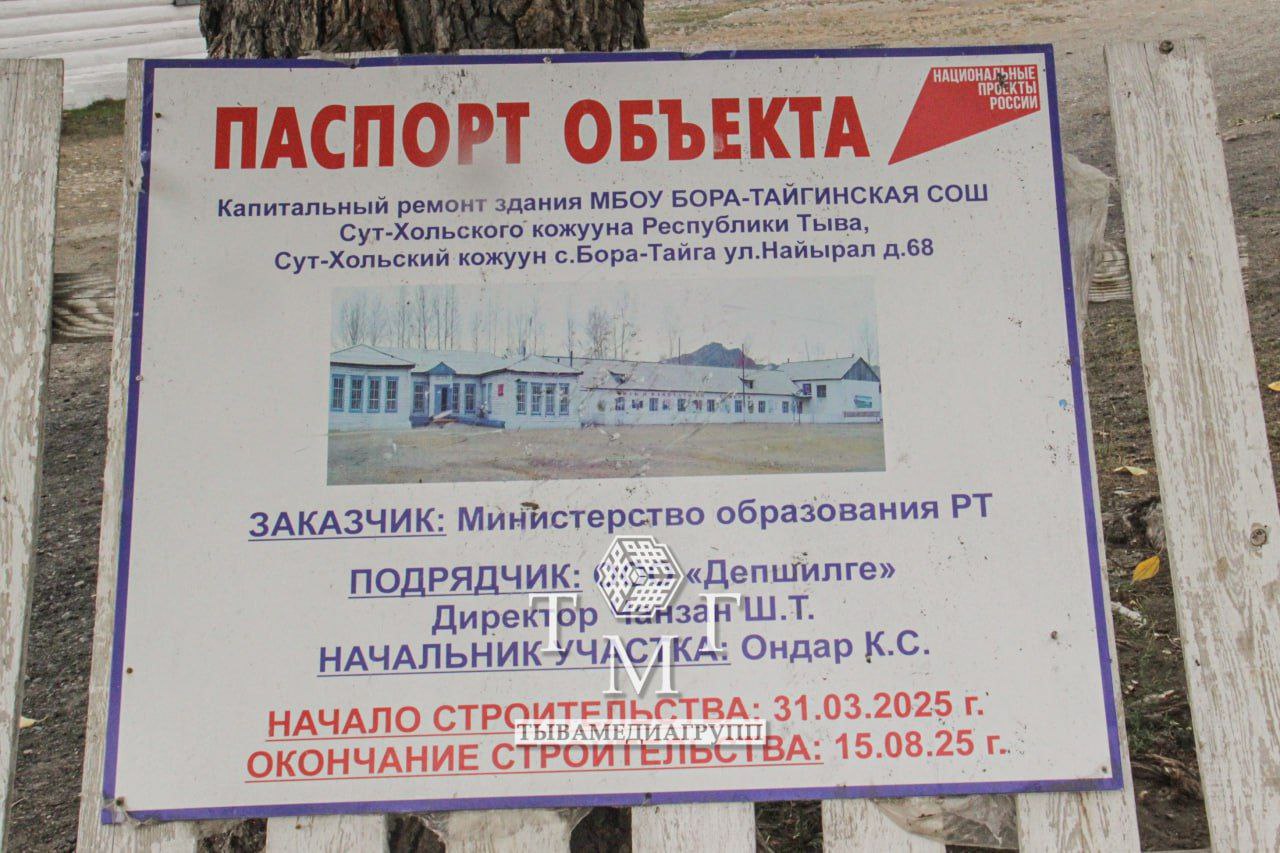 ПАСПОРТ ОБЪЕКТА
НАЦИОНАЛЬНЫЕ
ПРОЕКТЫ
РОССИИ
Капитальный ремонт здания МБОУ БОРА-ТАЙГИНСКАЯ СОШ
Сут-Хольского кожууна Республики Тыва,
Сут-Хольский кожуун с.Бора-Тайга ул.Найырал д.68
ЗАКАЗЧИК: Министерство образования РТ
ПОДРЯДЧИК: «Депшилге»
Директор Ш.Т.
НАЧАЛЬНИК УЧАСТКА: Ондар К.С.
Т М Г
НАЧАЛО СТРОИТЕЛЬСТВА: 31.03.2025 г.
ТЫВАМЕДИАГРУПП
ОКОНЧАНИЕ СТРОИТЕЛЬСТВА: 15.08.25 г.